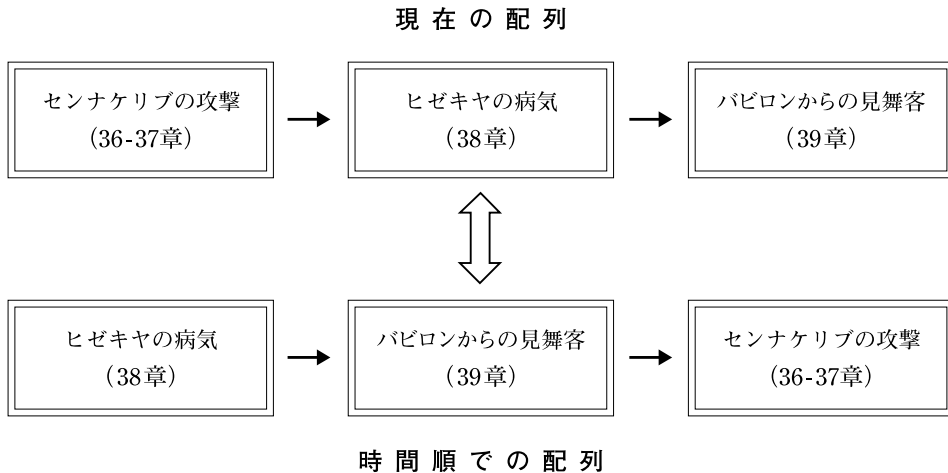 現在の配列
センナケリブの攻撃
(36-37章)
ヒゼキヤの病気
(38章)
バビロンからの見舞客
(39章)
ヒゼキヤの病気
(38章)
バビロンからの見舞客
(39章)
センナケリブの攻撃
(36-37章)
時間順での配列